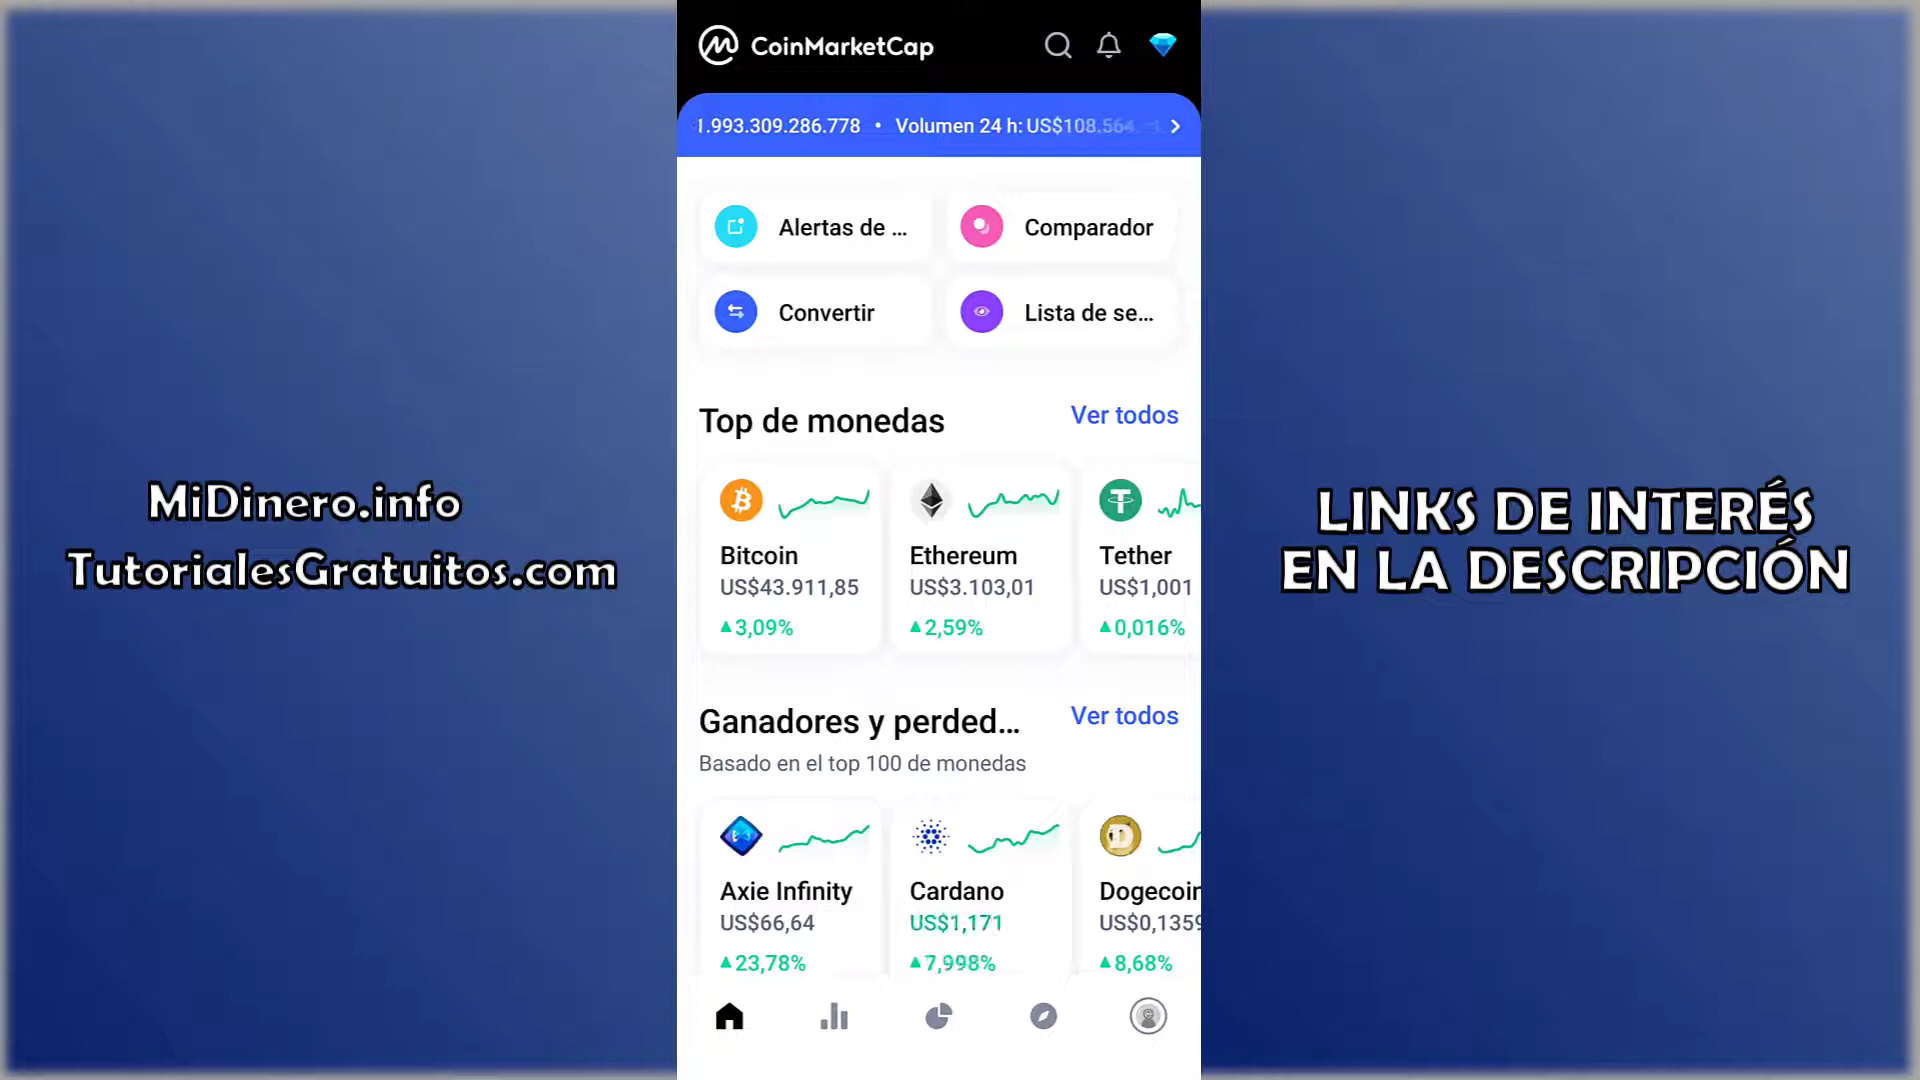 CoinMarketCap
1.993.309.286.778 • Volumen 24 h: US$108.564
Alertas de ...
Comparador
Convertir
Lista de se...
Top de monedas
Ver todos
Bitcoin
US$43.911,85
3,09%
Ethereum
US$3.103,01
2,59%
Tether
US$1,001
0,016%
Ganadores y perded...
Ver todos
Basado en el top 100 de monedas
Axie Infinity
US$66,64
23,78%
Cardano
US$1,171
7,998%
Dogecoin
US$0,1359
8,68%
MiDinero.info
TutorialesGratuitos.com
LINKS DE INTERÉS
EN LA DESCRIPCIÓN